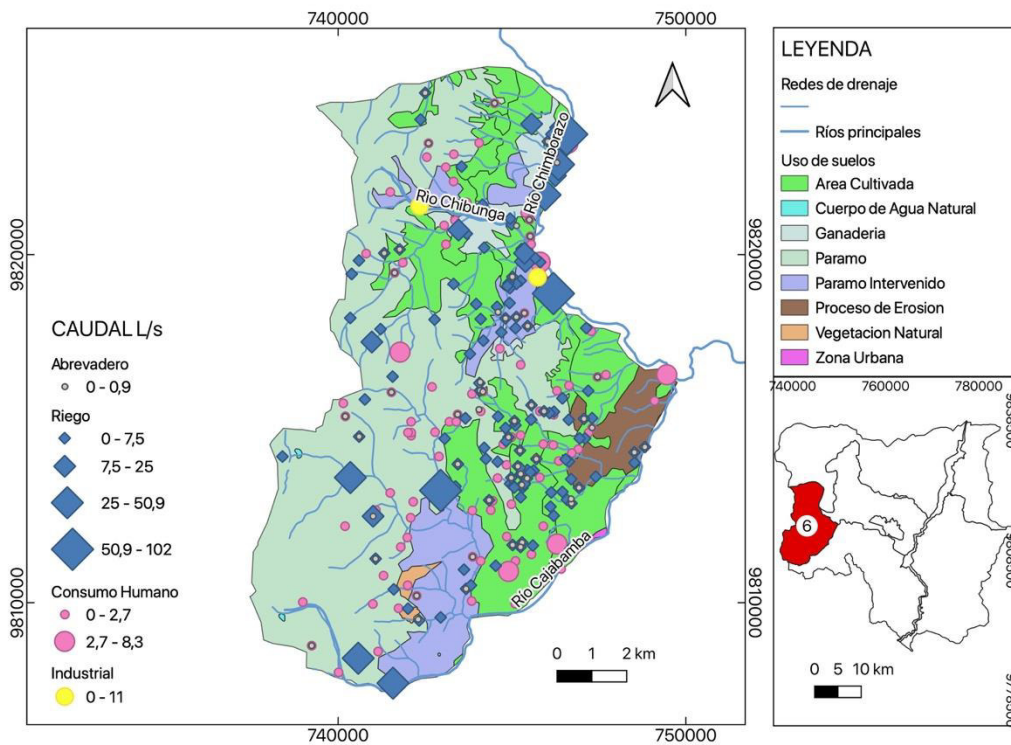 740000
750000
9820000
9810000
9820000
9810000
740000
750000
Río Chimborazo
Rìo Chibunga
Río Cajabamba
CAUDAL L/s
Abrevadero
0 - 0,9
Riego
0 - 7,5
7,5 - 25
25 - 50,9
50,9 - 102
Consumo Humano
0 - 2,7
2,7 - 8,3
Industrial
0 - 11
0 1 2 km
LEYENDA
Redes de drenaje
Ríos principales
Uso de suelos
Area Cultivada
Cuerpo de Agua Natural
Ganaderia
Paramo
Paramo Intervenido
Proceso de Erosion
Vegetacion Natural
Zona Urbana
740000
760000
780000
6
0 5 10 km